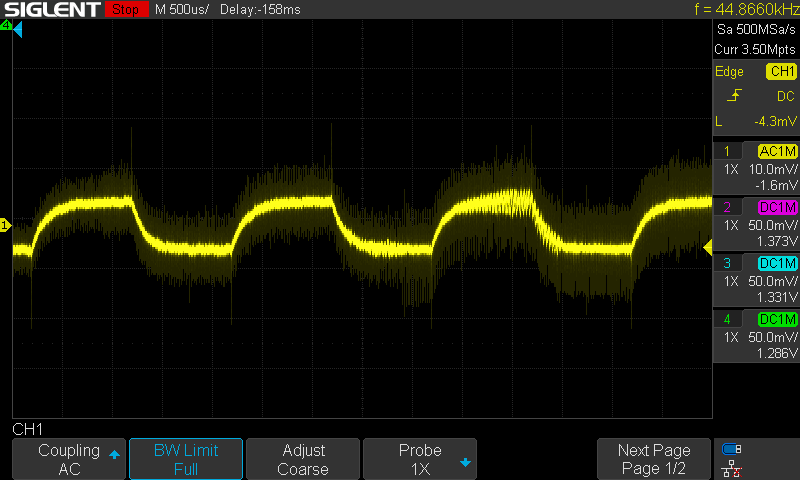 SIGLENT Stop M 500us/ Delay:-158ms f = 44.8660kHz
Sa 500MSa/s
Curr 3.50Mpts
Edge CH1
DC
L -4.3mV
1 AC1M
1X 10.0mV/
-1.6mV
2 DC1M
1X 50.0mV/
1.373V
3 DC1M
1X 50.0mV/
1.331V
4 DC1M
1X 50.0mV/
1.286V
4
1
CH1
Coupling
AC
BW Limit
Full
Adjust
Coarse
Probe
1X
Next Page
Page 1/2